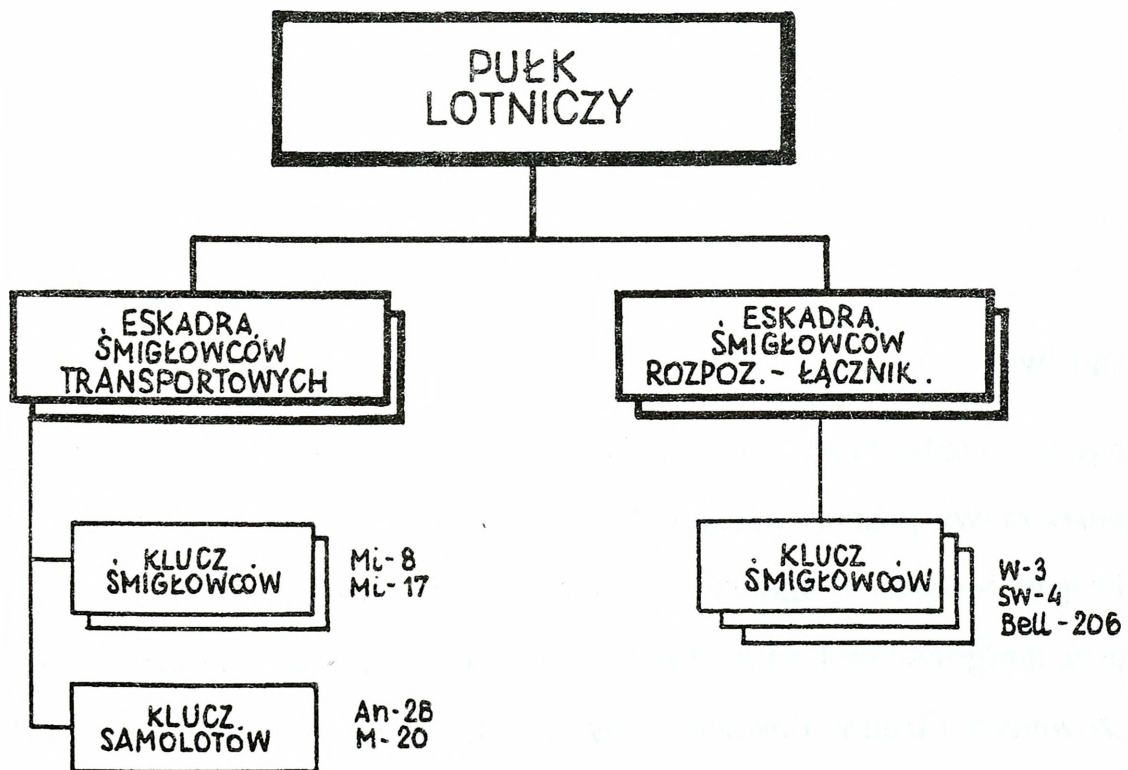 PUŁK
LOTNICZY
ESKADRA
ŚMIGŁOWCÓW
TRANSPORTOWYCH
ESKADRA
ŚMIGŁOWCÓW
ROZPOZ. - ŁĄCZNIK.
KLUCZ
ŚMIGŁOWCÓW
Mi-8
Mi-17
KLUCZ
ŚMIGŁOWCÓW
W-3
SW-4
Bell-206
KLUCZ
SAMOLOTÓW
An-28
M-20